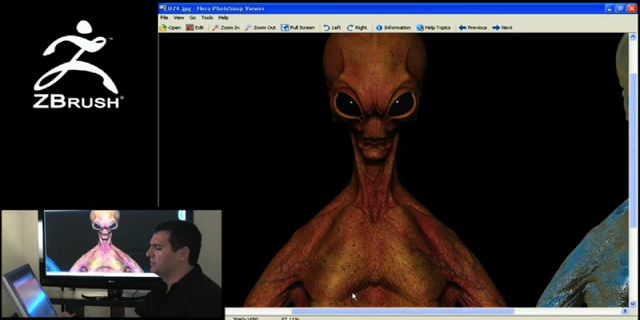 024.jpg - Nero PhotoSnap Viewer
File View Go Tools Help
Open Edit Zoom In Zoom Out Full Screen Left Right Information Help Topics Previous Next
ZBRUSH®